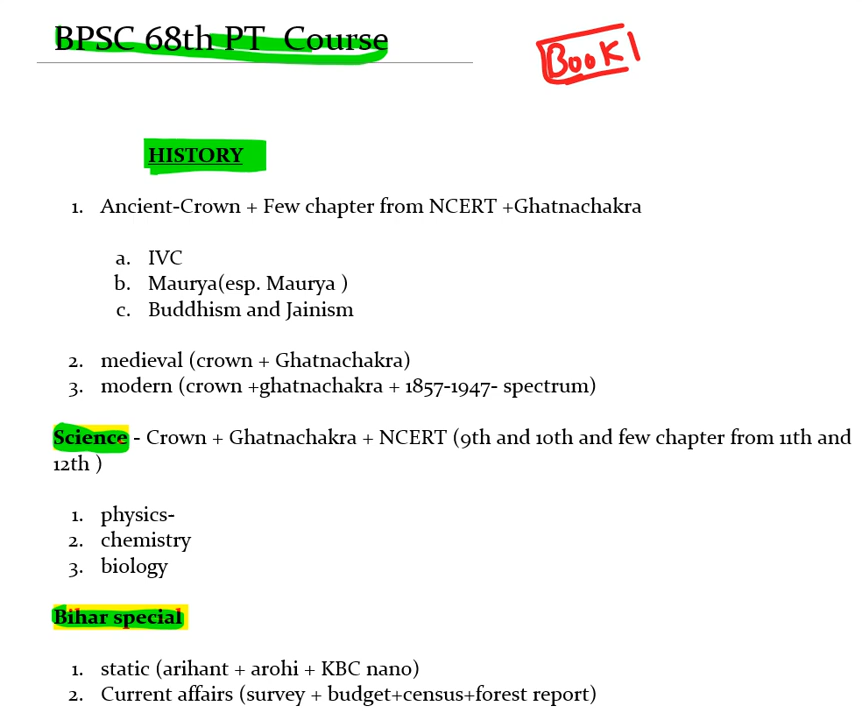 BPSC 68th PT Course
Book1
HISTORY
1. Ancient-Crown + Few chapter from NCERT +Ghatnachakra
a. IVC
b. Maurya(esp. Maurya )
c. Buddhism and Jainism
2. medieval (crown + Ghatnachakra)
3. modern (crown +ghatnachakra + 1857-1947- spectrum)
Science - Crown + Ghatnachakra + NCERT (9th and 10th and few chapter from 11th and
12th )
1. physics-
2. chemistry
3. biology
Bihar special
1. static (arihant + arohi + KBC nano)
2. Current affairs (survey + budget+census+forest report)